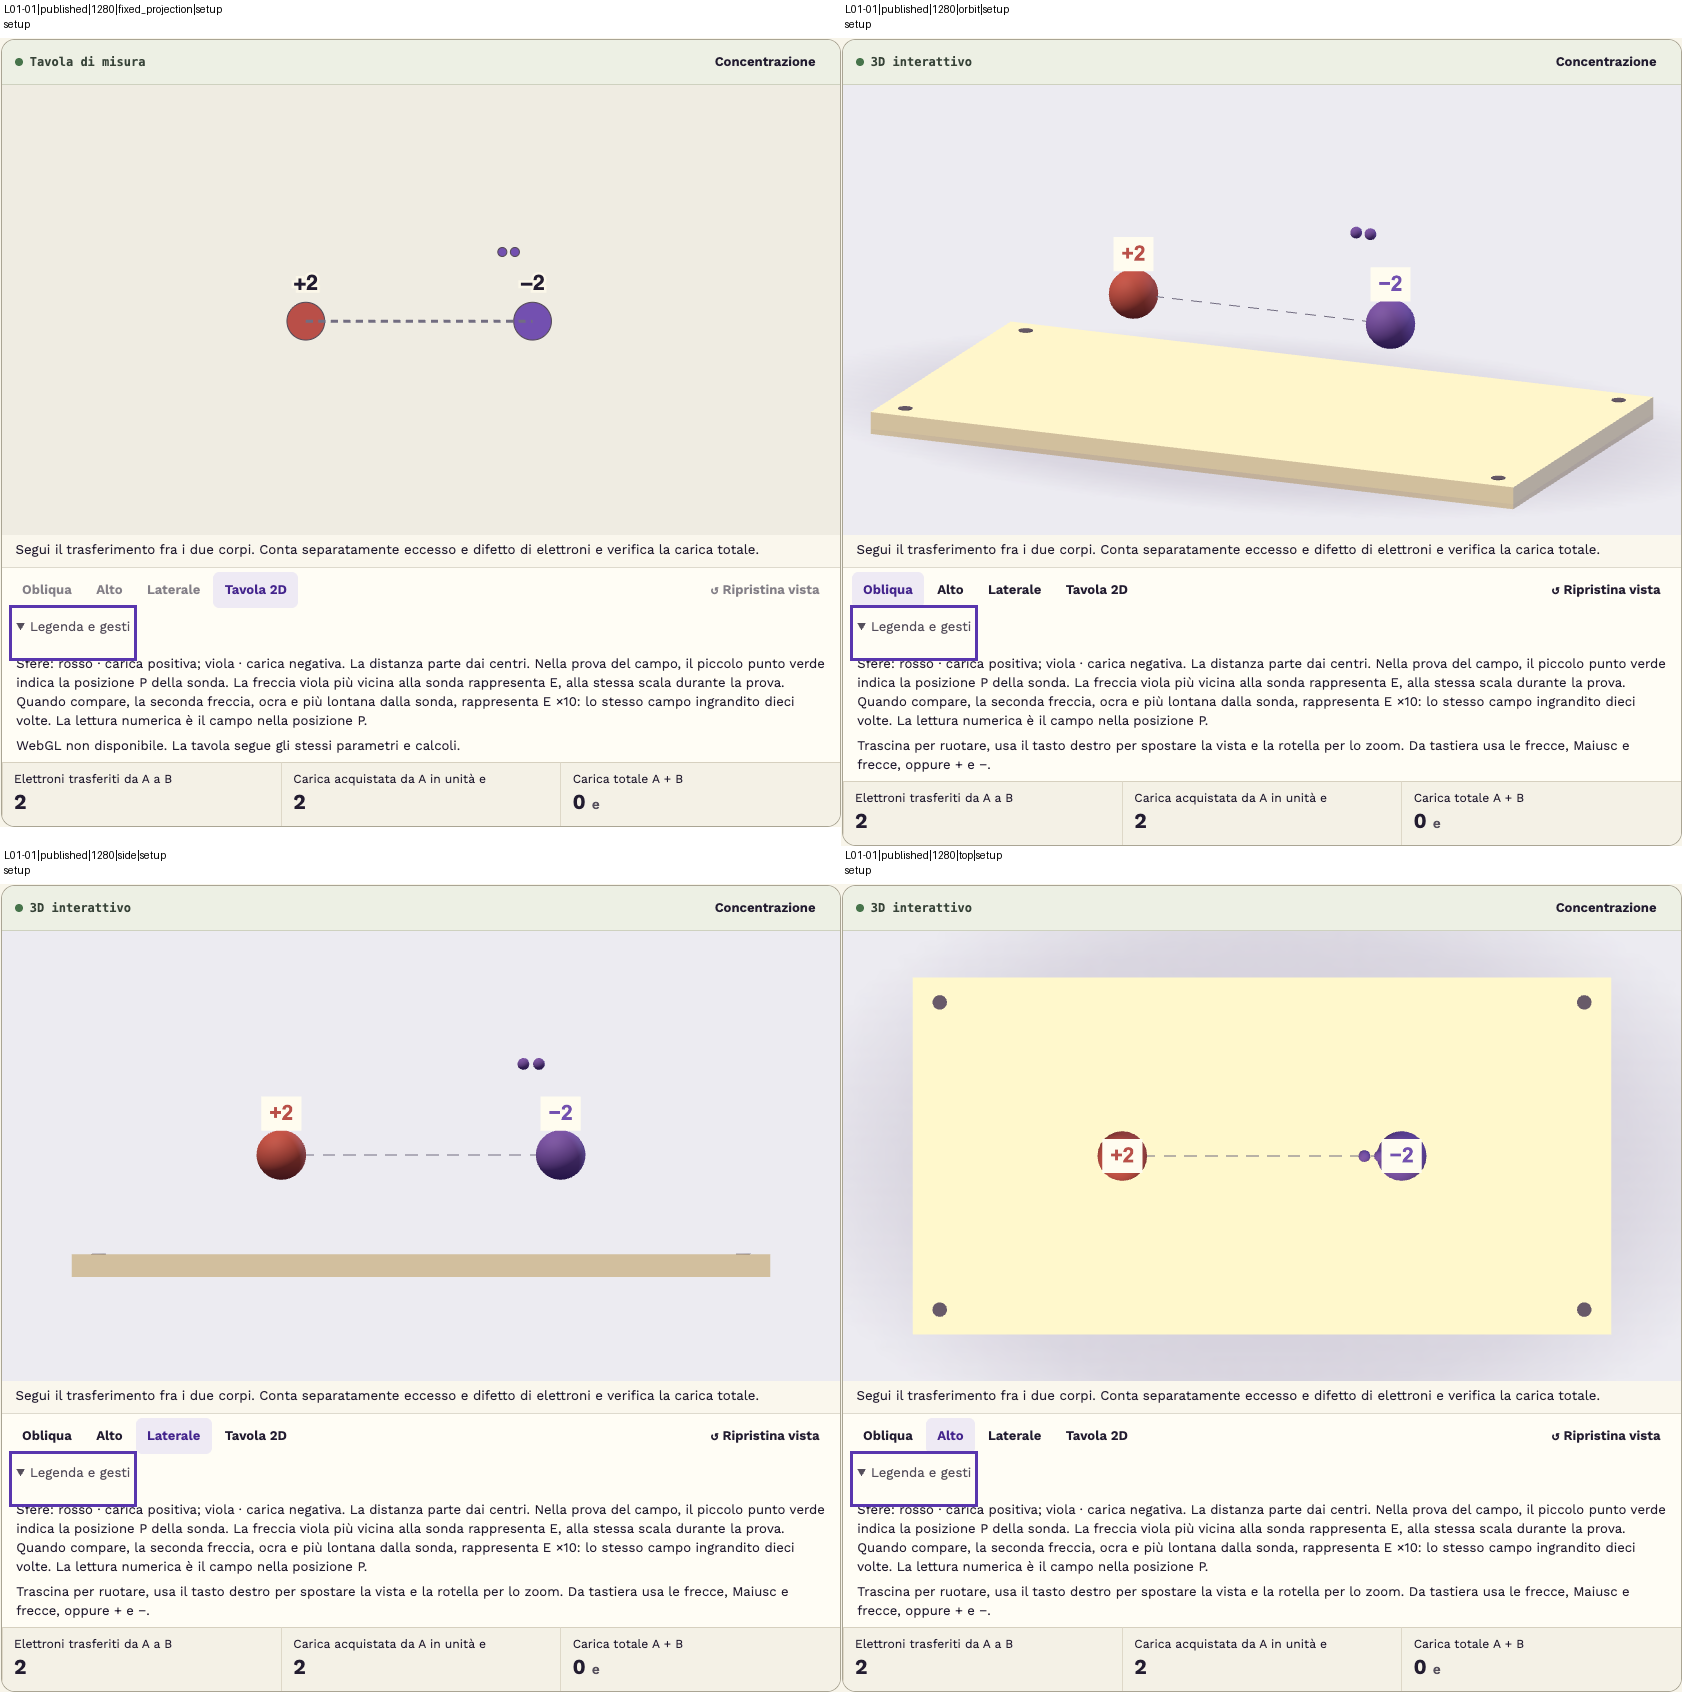 L01-01|published|1280|fixed_projection|setup
setup
Tavola di misura
Concentrazione
+2
−2
Segui il trasferimento fra i due corpi. Conta separatamente eccesso e difetto di elettroni e verifica la carica totale.
Obliqua Alto Laterale Tavola 2D ↺ Ripristina vista
▼ Legenda e gesti
Sfere: rosso · carica positiva; viola · carica negativa. La distanza parte dai centri. Nella prova del campo, il piccolo punto verde
indica la posizione P della sonda. La freccia viola più vicina alla sonda rappresenta E, alla stessa scala durante la prova.
Quando compare, la seconda freccia, ocra e più lontana dalla sonda, rappresenta E ×10: lo stesso campo ingrandito dieci
volte. La lettura numerica è il campo nella posizione P.
WebGL non disponibile. La tavola segue gli stessi parametri e calcoli.
Elettroni trasferiti da A a B
2
Carica acquistata da A in unità e
2
Carica totale A + B
0 e
L01-01|published|1280|orbit|setup
setup
3D interattivo
Concentrazione
+2
−2
Segui il trasferimento fra i due corpi. Conta separatamente eccesso e difetto di elettroni e verifica la carica totale.
Obliqua Alto Laterale Tavola 2D ↺ Ripristina vista
▼ Legenda e gesti
Sfere: rosso · carica positiva; viola · carica negativa. La distanza parte dai centri. Nella prova del campo, il piccolo punto verde
indica la posizione P della sonda. La freccia viola più vicina alla sonda rappresenta E, alla stessa scala durante la prova.
Quando compare, la seconda freccia, ocra e più lontana dalla sonda, rappresenta E ×10: lo stesso campo ingrandito dieci
volte. La lettura numerica è il campo nella posizione P.
Trascina per ruotare, usa il tasto destro per spostare la vista e la rotella per lo zoom. Da tastiera usa le frecce, Maiusc e
frecce, oppure + e −.
Elettroni trasferiti da A a B
2
Carica acquistata da A in unità e
2
Carica totale A + B
0 e
L01-01|published|1280|side|setup
setup
3D interattivo
Concentrazione
+2
−2
Segui il trasferimento fra i due corpi. Conta separatamente eccesso e difetto di elettroni e verifica la carica totale.
Obliqua Alto Laterale Tavola 2D ↺ Ripristina vista
▼ Legenda e gesti
Sfere: rosso · carica positiva; viola · carica negativa. La distanza parte dai centri. Nella prova del campo, il piccolo punto verde
indica la posizione P della sonda. La freccia viola più vicina alla sonda rappresenta E, alla stessa scala durante la prova.
Quando compare, la seconda freccia, ocra e più lontana dalla sonda, rappresenta E ×10: lo stesso campo ingrandito dieci
volte. La lettura numerica è il campo nella posizione P.
Trascina per ruotare, usa il tasto destro per spostare la vista e la rotella per lo zoom. Da tastiera usa le frecce, Maiusc e
frecce, oppure + e −.
Elettroni trasferiti da A a B
2
Carica acquistata da A in unità e
2
Carica totale A + B
0 e
L01-01|published|1280|top|setup
setup
3D interattivo
Concentrazione
+2
−2
Segui il trasferimento fra i due corpi. Conta separatamente eccesso e difetto di elettroni e verifica la carica totale.
Obliqua Alto Laterale Tavola 2D ↺ Ripristina vista
▼ Legenda e gesti
Sfere: rosso · carica positiva; viola · carica negativa. La distanza parte dai centri. Nella prova del campo, il piccolo punto verde
indica la posizione P della sonda. La freccia viola più vicina alla sonda rappresenta E, alla stessa scala durante la prova.
Quando compare, la seconda freccia, ocra e più lontana dalla sonda, rappresenta E ×10: lo stesso campo ingrandito dieci
volte. La lettura numerica è il campo nella posizione P.
Trascina per ruotare, usa il tasto destro per spostare la vista e la rotella per lo zoom. Da tastiera usa le frecce, Maiusc e
frecce, oppure + e −.
Elettroni trasferiti da A a B
2
Carica acquistata da A in unità e
2
Carica totale A + B
0 e